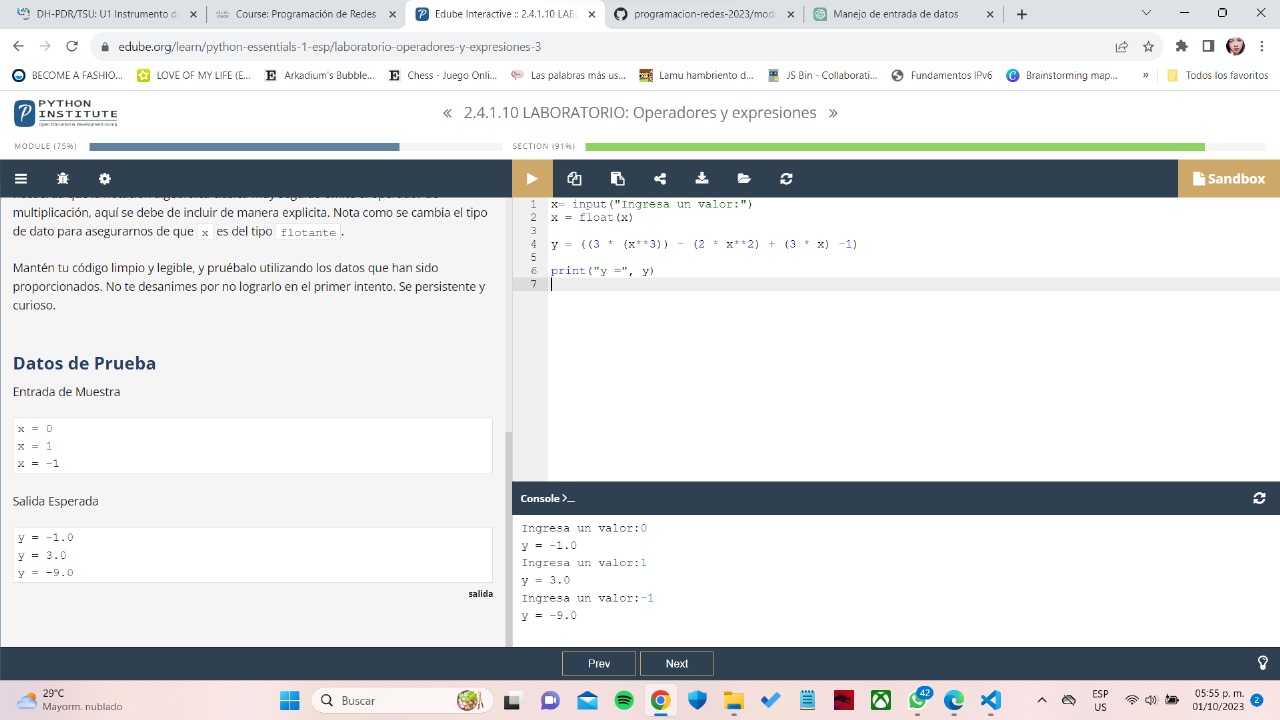 DH-POR/TSU: U1 Instrumento d
Course: Programación de Redes
Edube Interactive :: 2.4.1.10 LAB
programacion-redes-2023/modu
Manejo de entrada de datos
edube.org/learn/python-essentials-1-esp/laboratorio-operadores-y-expresiones-3
BECOME A FASHIO...
LOVE OF MY LIFE (E...
Arkadium's Bubble...
Chess - Juego Onli...
Las palabras más us...
Lamu hambriento d...
JS Bin - Collaborati...
Fundamentos IPv6
Brainstorming map...
»
Todos los favoritos
PYTHON
INSTITUTE
Open Education & Development Group
« 2.4.1.10 LABORATORIO: Operadores y expresiones »
MODULE (75%)
SECTION (91%)
Sandbox
multiplicación, aquí se debe de incluir de manera explicita. Nota como se cambia el tipo
de dato para asegurarnos de que x es del tipo flotante.
Mantén tu código limpio y legible, y pruébalo utilizando los datos que han sido
proporcionados. No te desanimes por no lograrlo en el primer intento. Se persistente y
curioso.
Datos de Prueba
Entrada de Muestra
x = 0
x = 1
x = -1
Salida Esperada
y = -1.0
y = 3.0
y = -9.0
salida
1 x= input("Ingresa un valor:")
2 x = float(x)
3
4 y = ((3 * (x**3)) - (2 * x**2) + (3 * x) -1)
5
6 print("y =", y)
7
Console >_
Ingresa un valor:0
y = -1.0
Ingresa un valor:1
y = 3.0
Ingresa un valor:-1
y = -9.0
Prev
Next
29°C
Mayorm. nublado
Buscar
42
ESP
US
05:55 p. m.
01/10/2023
2